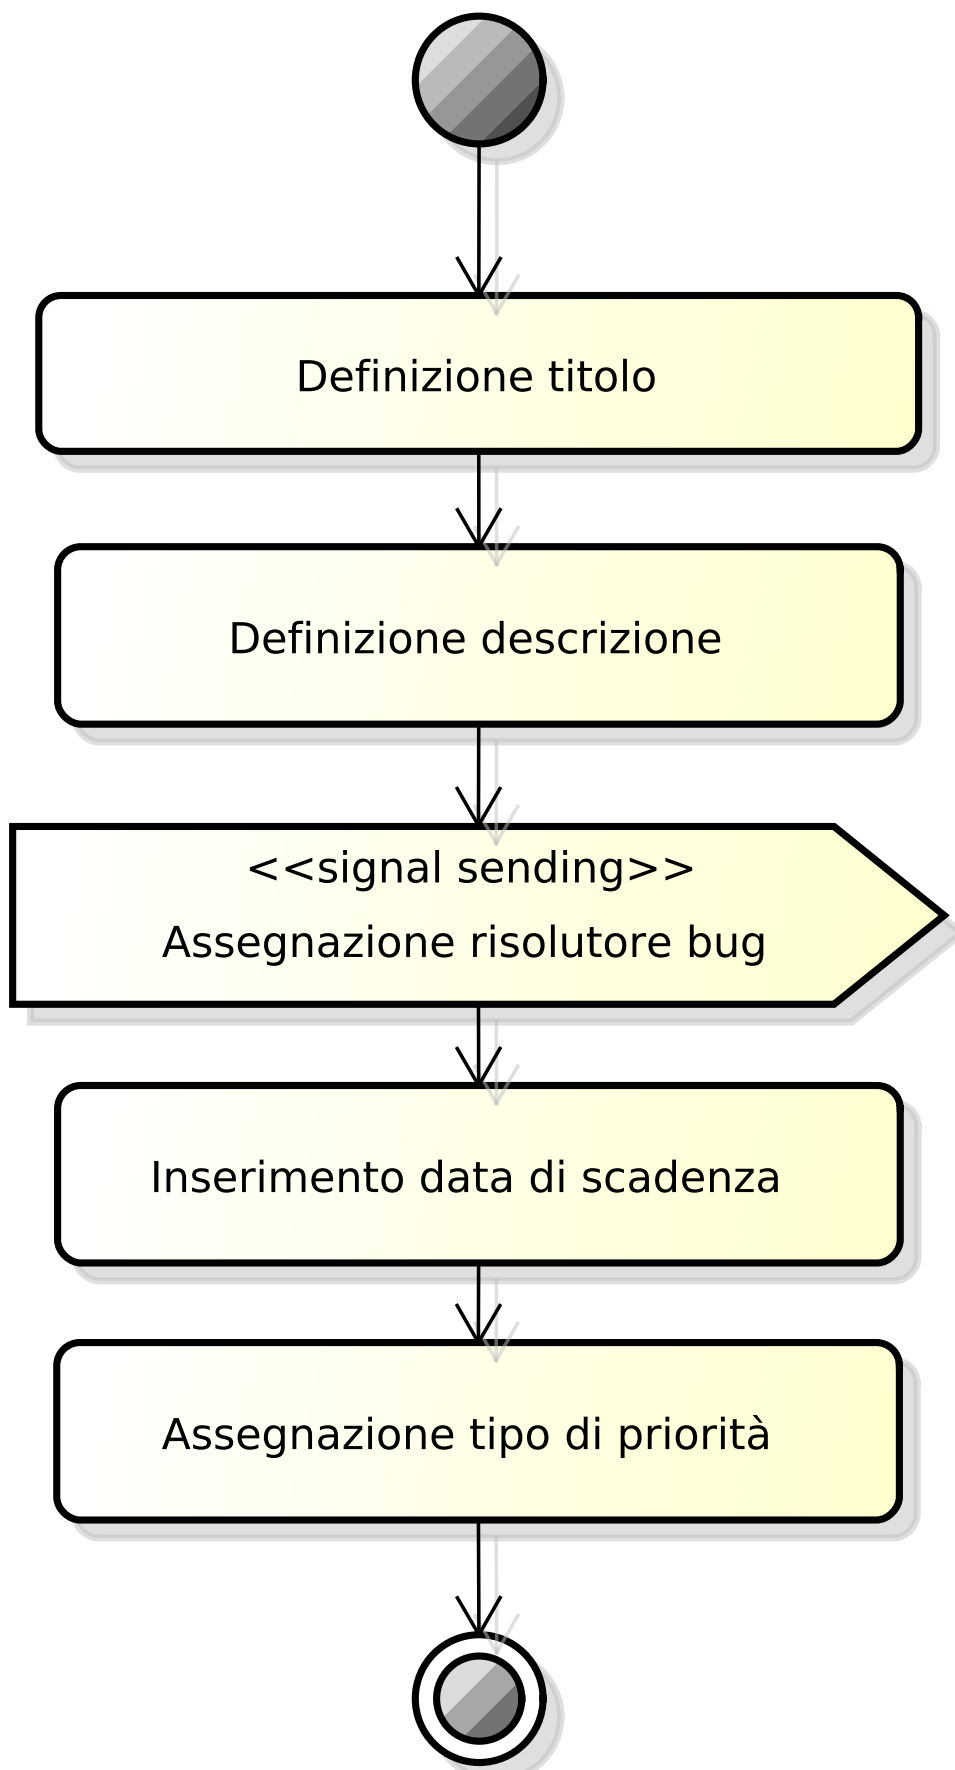 Definizione titolo
Definizione descrizione
<<signal sending>>
Assegnazione risolutore bug
Inserimento data di scadenza
Assegnazione tipo di priorità